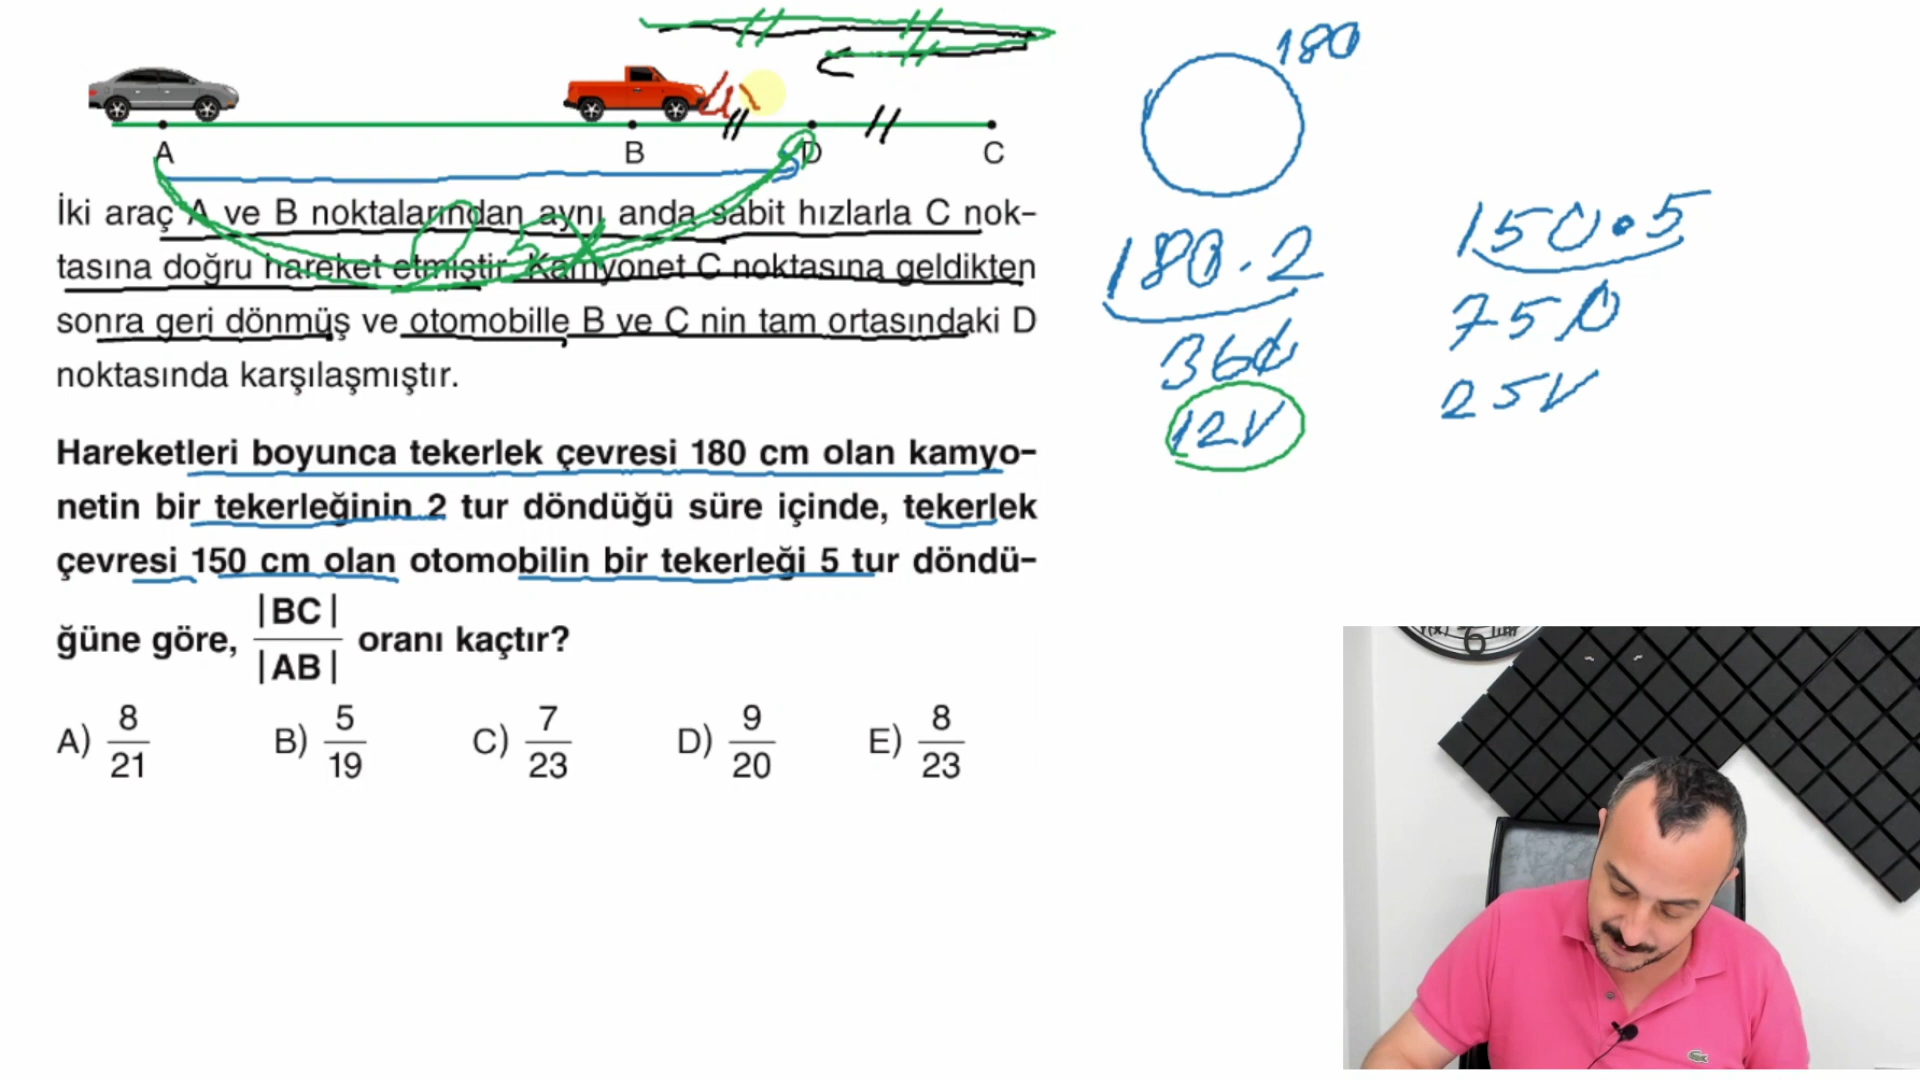 A B D C
İki araç A ve B noktalarından aynı anda sabit hızlarla C nok-
tasına doğru hareket etmiştir. Kamyonet C noktasına geldikten
sonra geri dönmüş ve otomobille B ve C nin tam ortasındaki D
noktasında karşılaşmıştır.
Hareketleri boyunca tekerlek çevresi 180 cm olan kamyo-
netin bir tekerleğinin 2 tur döndüğü süre içinde, tekerlek
çevresi 150 cm olan otomobilin bir tekerleği 5 tur döndü-
ğüne göre, |BC| / |AB| oranı kaçtır?
A) 8/21 B) 5/19 C) 7/23 D) 9/20 E) 8/23
180
180.2
360
12V
150.5
750
25V